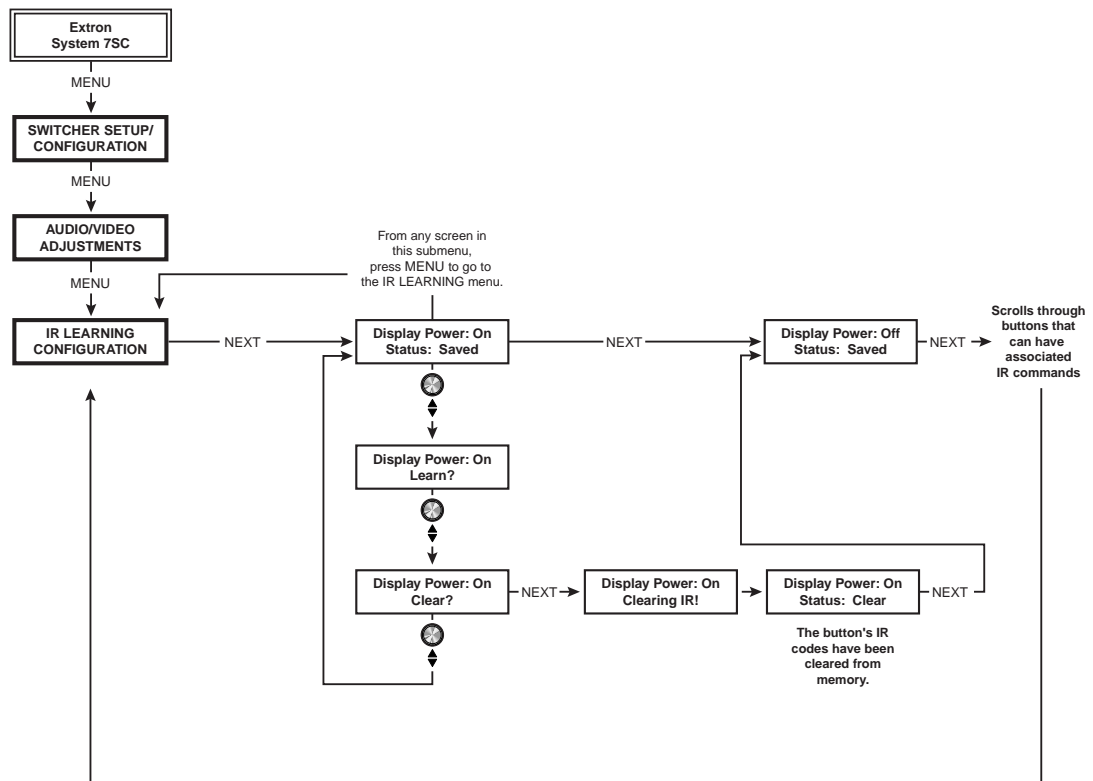 Extron
System 7SC
MENU
SWITCHER SETUP/
CONFIGURATION
MENU
AUDIO/VIDEO
ADJUSTMENTS
MENU
IR LEARNING
CONFIGURATION
NEXT
From any screen in
this submenu,
press MENU to go to
the IR LEARNING menu.
Display Power: On
Status: Saved
NEXT
Display Power: Off
Status: Saved
NEXT
Scrolls through
buttons that
can have
associated
IR commands
Display Power: On
Learn?
Display Power: On
Clear?
NEXT
Display Power: On
Clearing IR!
Display Power: On
Status: Clear
NEXT
The button's IR
codes have been
cleared from
memory.